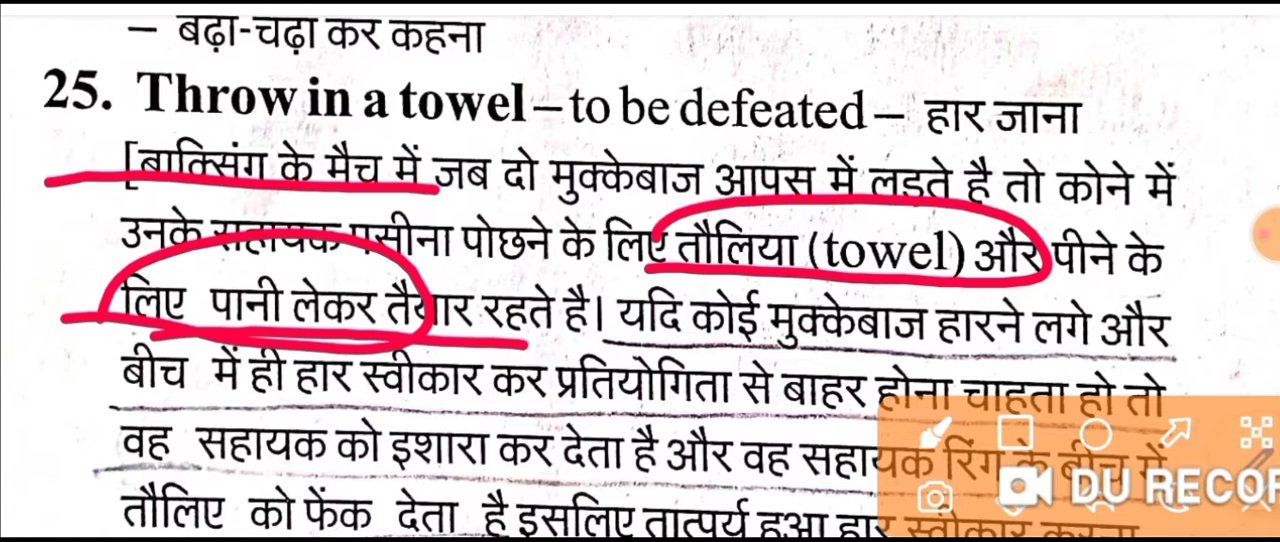 – बढ़ा-चढ़ा कर कहना
25. Throw in a towel – to be defeated – हार जाना
[बाक्सिंग के मैच में जब दो मुक्केबाज आपस में लड़ते है तो कोने में
उनके सहायक पसीना पोछने के लिए तौलिया (towel) और पीने के
लिए पानी लेकर तैयार रहते है। यदि कोई मुक्केबाज हारने लगे और
बीच में ही हार स्वीकार कर प्रतियोगिता से बाहर होना चाहता हो तो
वह सहायक को इशारा कर देता है और वह सहायक रिंग के बीच में
तौलिए को फेंक देता है इसलिए तात्पर्य हुआ हार स्वीकार करना
DU RECOR